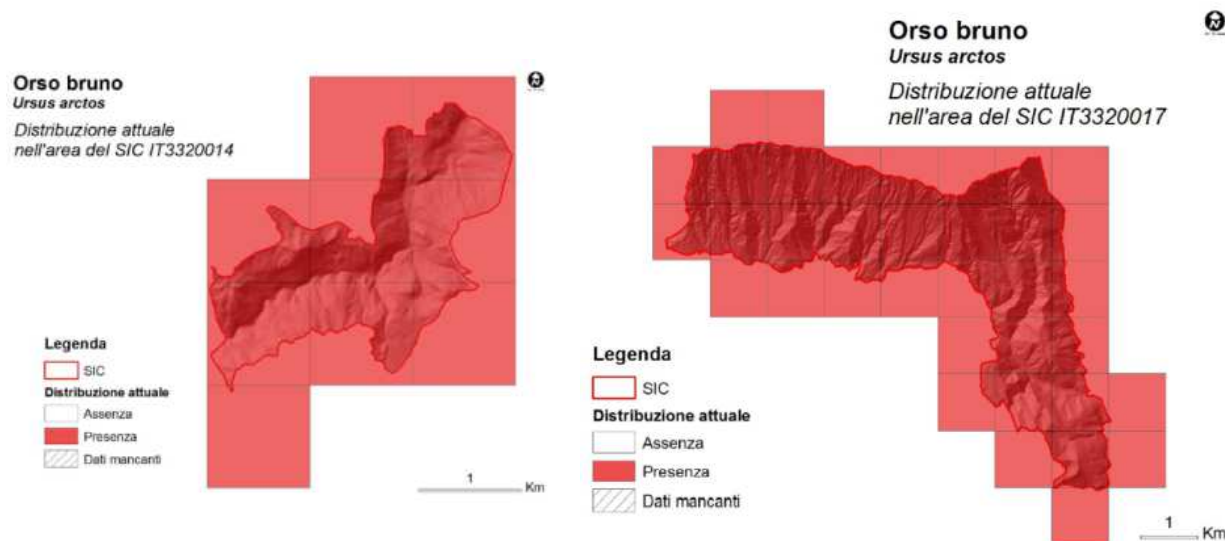 Orso bruno
Ursus arctos
Distribuzione attuale
nell'area del SIC IT3320014
Legenda
SIC
Distribuzione attuale
Assenza
Presenza
Dati mancanti
1
Km
Orso bruno
Ursus arctos
Distribuzione attuale
nell'area del SIC IT3320017
Legenda
SIC
Distribuzione attuale
Assenza
Presenza
Dati mancanti
1
Km